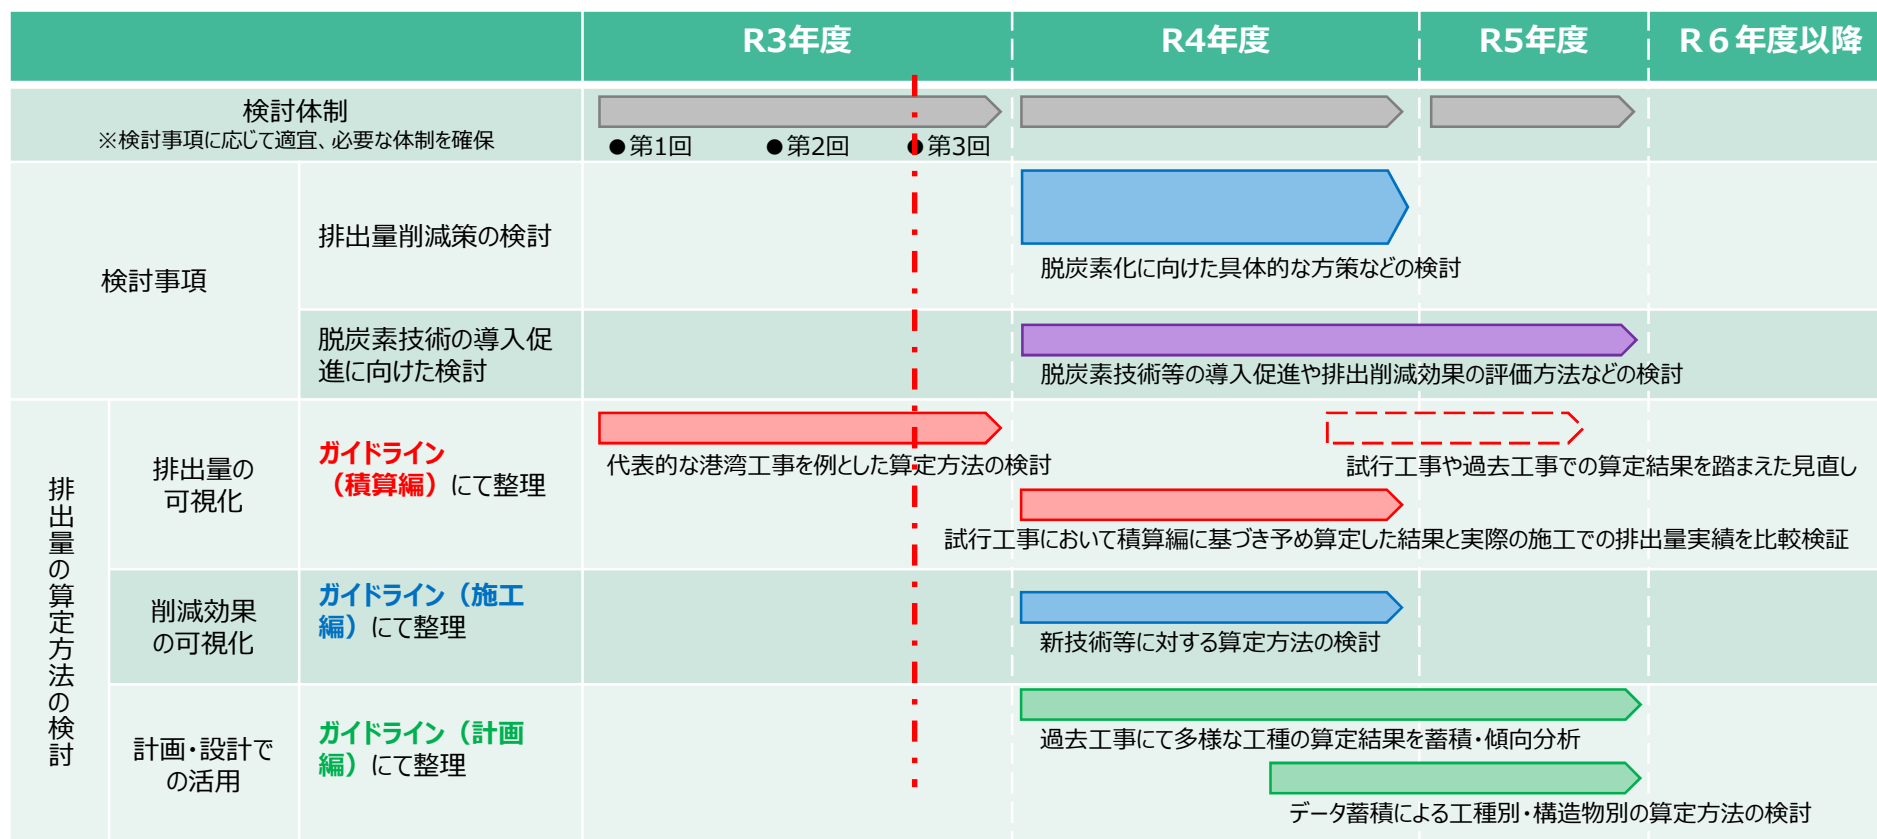 R3年度
R4年度
R5年度
R６年度以降
検討体制
※検討事項に応じて適宜、必要な体制を確保
●第1回
●第2回
●第3回
検討事項
排出量削減策の検討
脱炭素化に向けた具体的な方策などの検討
脱炭素技術の導入促
進に向けた検討
脱炭素技術等の導入促進や排出削減効果の評価方法などの検討
排出量の算定方法の検討
排出量の
可視化
ガイドライン
（積算編）にて整理
代表的な港湾工事を例とした算定方法の検討
試行工事や過去工事での算定結果を踏まえた見直し
試行工事において積算編に基づき予め算定した結果と実際の施工での排出量実績を比較検証
削減効果
の可視化
ガイドライン（施工
編）にて整理
新技術等に対する算定方法の検討
計画・設計で
の活用
ガイドライン（計画
編）にて整理
過去工事にて多様な工種の算定結果を蓄積・傾向分析
データ蓄積による工種別・構造物別の算定方法の検討